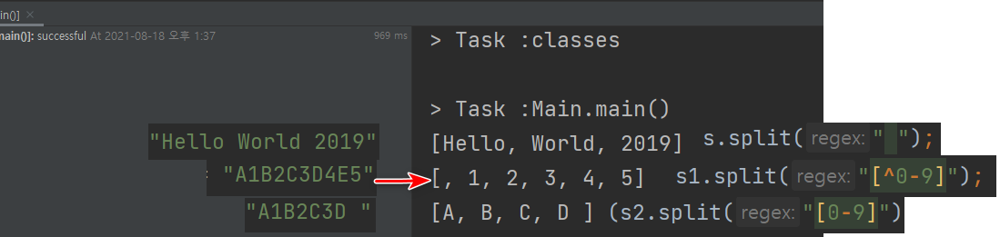 in()] ×
main()]: successful At 2021-08-18 오후 1:37 969 ms
> Task :classes
> Task :Main.main()
"Hello World 2019" [Hello, World, 2019] s.split( regex: " ");
: "A1B2C3D4E5" [, 1, 2, 3, 4, 5] s1.split( regex: "[^0-9]");
"A1B2C3D " [A, B, C, D ] (s2.split( regex: "[0-9]")